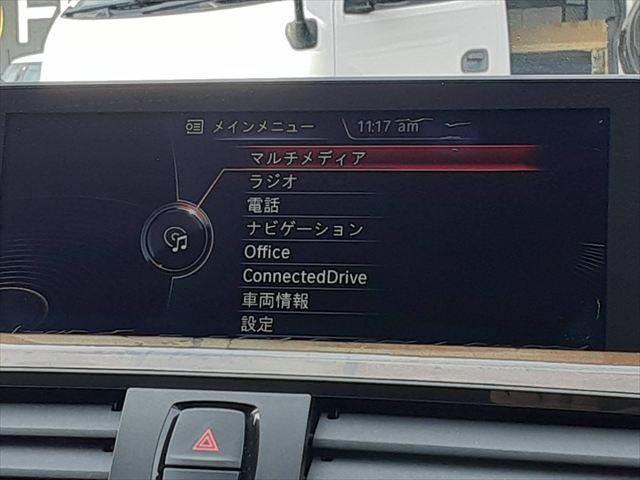 メインメニュー 11:17 am
マルチメディア
ラジオ
電話
ナビゲーション
Office
ConnectedDrive
車両情報
設定